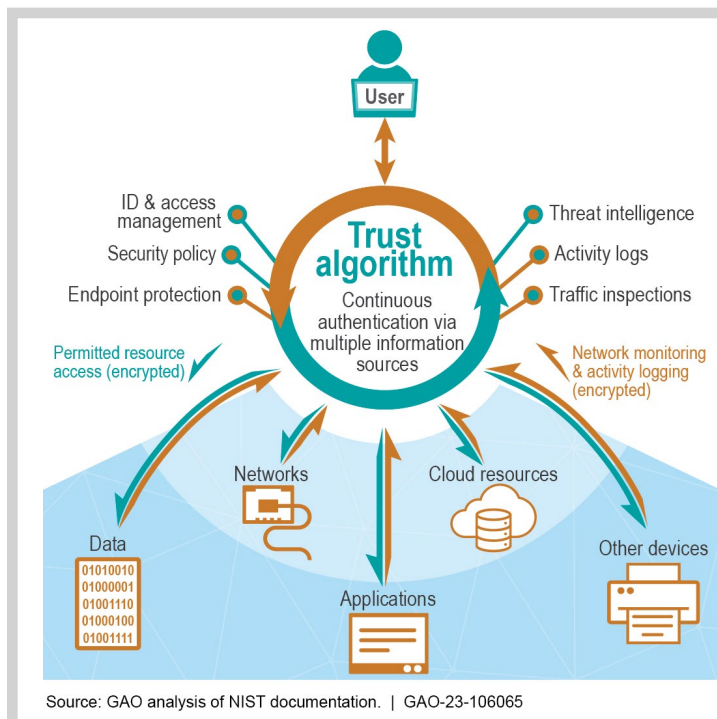 User
ID & access
management
Security policy
Endpoint protection
Trust
algorithm
Continuous
authentication via
multiple information
sources
Threat intelligence
Activity logs
Traffic inspections
Permitted resource
access (encrypted)
Network monitoring
& activity logging
(encrypted)
Data
01010010
01000001
01001110
01000100
01001111
Networks
Applications
Cloud resources
Other devices
Source: GAO analysis of NIST documentation. | GAO-23-106065